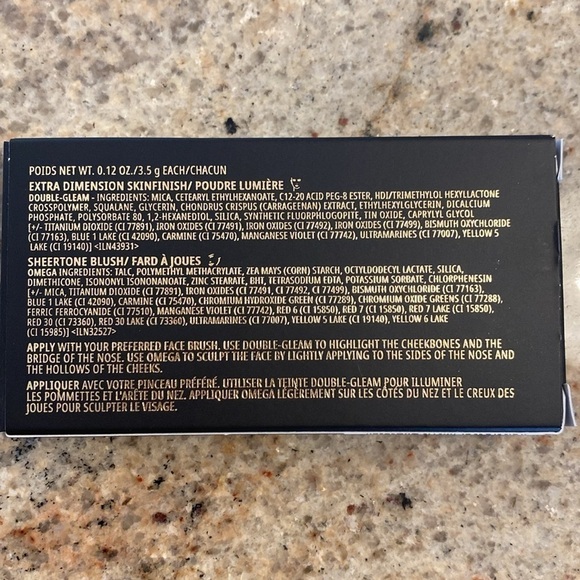 POIDS NET WT. 0.12 OZ./3.5 g EACH/CHACUN
EXTRA DIMENSION SKINFINISH/ POUDRE LUMIÈRE
DOUBLE-GLEAM - INGREDIENTS: MICA, CETEARYL ETHYLHEXANOATE, C12-20 ACID PEG-8 ESTER, HDI/TRIMETHYLOL HEXYLLACTONE
CROSSPOLYMER, SQUALANE, GLYCERIN, CHONDRUS CRISPUS (CARRAGEENAN) EXTRACT, ETHYLHEXYLGLYCERIN, DICALCIUM
PHOSPHATE, POLYSORBATE 80, 1,2-HEXANEDIOL, SILICA, SYNTHETIC FLUORPHLOGOPITE, TIN OXIDE, CAPRYLYL GLYCOL
[+/- TITANIUM DIOXIDE (CI 77891), IRON OXIDES (CI 77491), IRON OXIDES (CI 77492), IRON OXIDES (CI 77499), BISMUTH OXYCHLORIDE
(CI 77163), BLUE 1 LAKE (CI 42090), CARMINE (CI 75470), MANGANESE VIOLET (CI 77742), ULTRAMARINES (CI 77007), YELLOW 5
LAKE (CI 19140)] <ILN43931>
SHEERTONE BLUSH/ FARD À JOUES
OMEGA INGREDIENTS: TALC, POLYMETHYL METHACRYLATE, ZEA MAYS (CORN) STARCH, OCTYLDODECYL LACTATE, SILICA,
DIMETHICONE, ISONONYL ISONONANOATE, ZINC STEARATE, BHT, TETRASODIUM EDTA, POTASSIUM SORBATE, CHLORPHENESIN
[+/- MICA, TITANIUM DIOXIDE (CI 77891), IRON OXIDES (CI 77491, CI 77492, CI 77499), BISMUTH OXYCHLORIDE (CI 77163),
BLUE 1 LAKE (CI 42090), CARMINE (CI 75470), CHROMIUM HYDROXIDE GREEN (CI 77289), CHROMIUM OXIDE GREENS (CI 77288),
FERRIC FERROCYANIDE (CI 77510), MANGANESE VIOLET (CI 77742), RED 6 (CI 15850), RED 7 (CI 15850), RED 7 LAKE (CI 15850),
RED 30 (CI 73360), RED 30 LAKE (CI 73360), ULTRAMARINES (CI 77007), YELLOW 5 LAKE (CI 19140), YELLOW 6 LAKE
(CI 15985)] <ILN32527>
APPLY WITH YOUR PREFERRED FACE BRUSH. USE DOUBLE-GLEAM TO HIGHLIGHT THE CHEEKBONES AND THE
BRIDGE OF THE NOSE. USE OMEGA TO SCULPT THE FACE BY LIGHTLY APPLYING TO THE SIDES OF THE NOSE AND
THE HOLLOWS OF THE CHEEKS.
APPLIQUER AVEC VOTRE PINCEAU PRÉFÉRÉ. UTILISER LA TEINTE DOUBLE-GLEAM POUR ILLUMINER
LES POMMETTES ET L'ARÊTE DU NEZ. APPLIQUER OMEGA LÉGÈREMENT SUR LES CÔTÉS DU NEZ ET LE CREUX DES
JOUES POUR SCULPTER LE VISAGE.